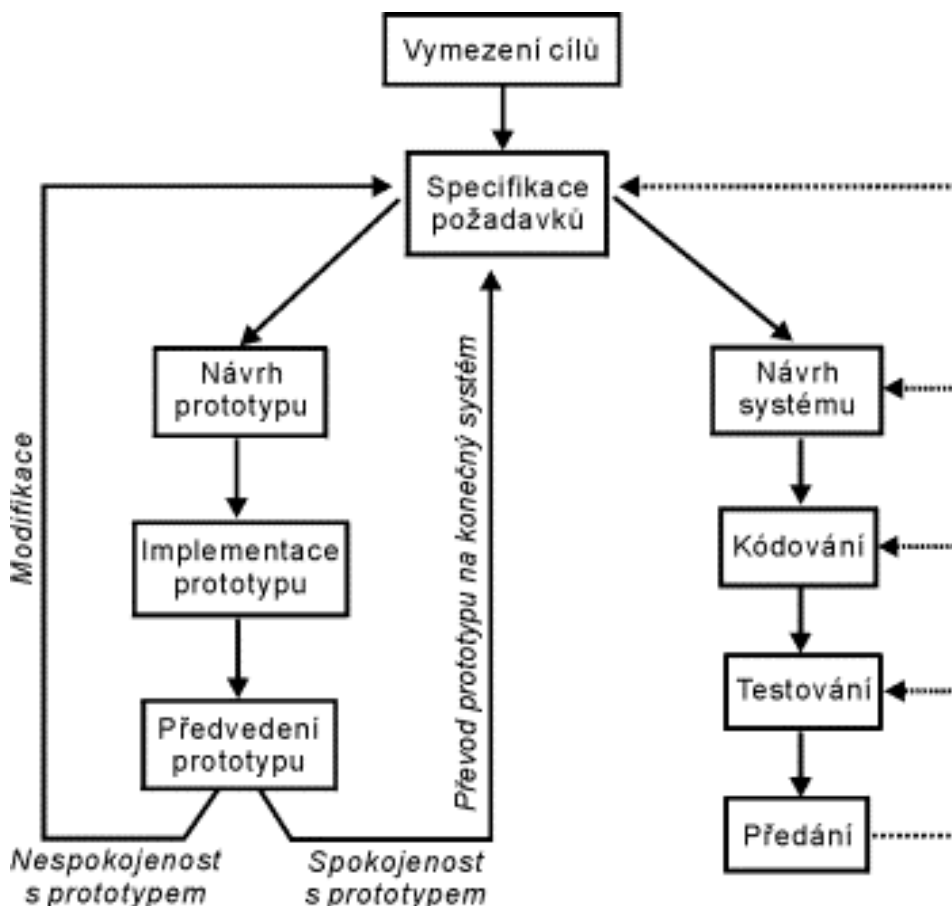 Vymezení cílů
Specifikace
požadavků
Návrh
prototypu
Návrh
systému
Modifikace
Převod prototypu na konečný systém
Implementace
prototypu
Kódování
Předvedení
prototypu
Testování
Předání
Nespokojenost
s prototypem
Spokojenost
s prototypem